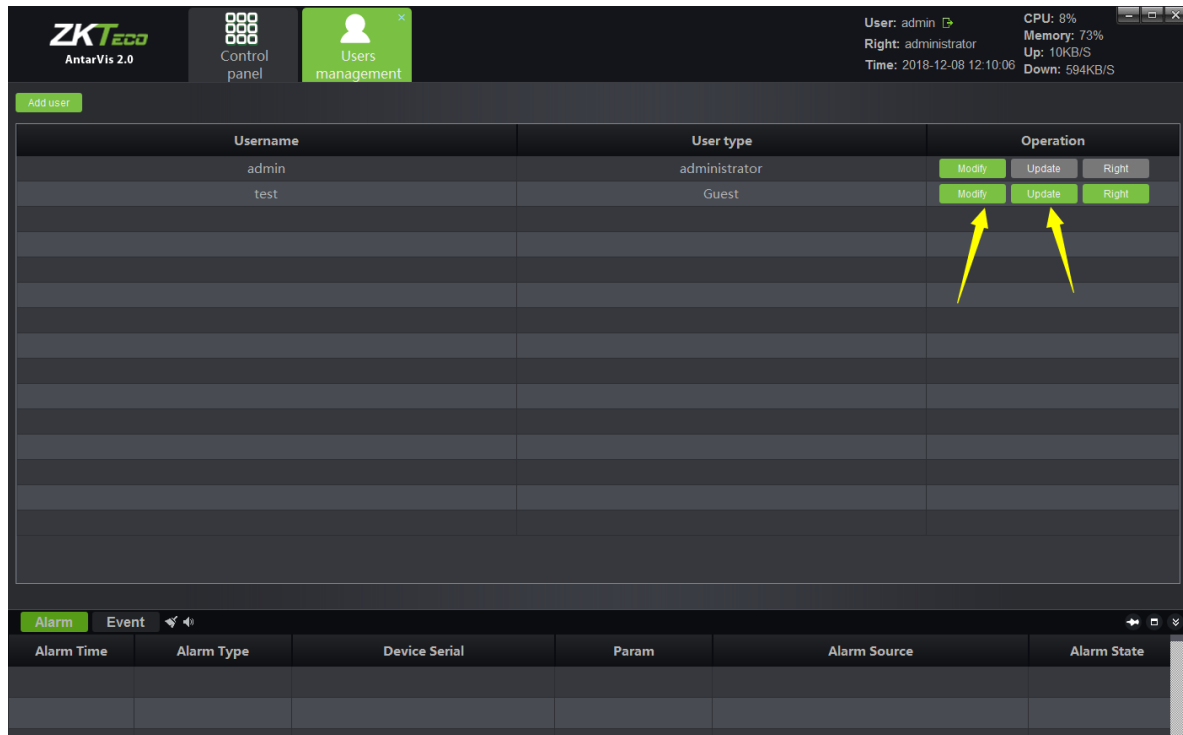 ZKTECO
AntarVis 2.0
Control
panel
Users
management
User: admin
Right: administrator
Time: 2018-12-08 12:10:06
CPU: 8%
Memory: 73%
Up: 10KB/S
Down: 594KB/S
Add user
Username User type Operation
admin administrator Modify Update Right
test Guest Modify Update Right
Alarm Event
Alarm Time Alarm Type Device Serial Param Alarm Source Alarm State